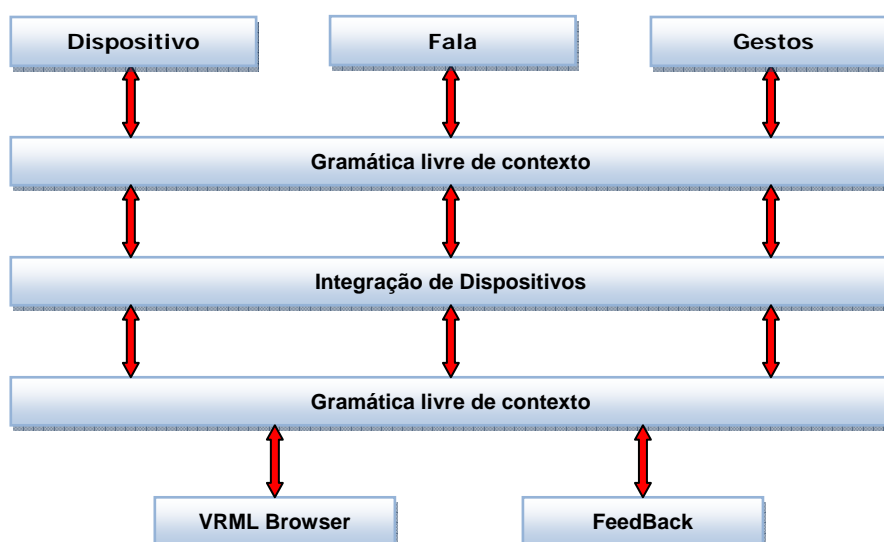 Dispositivo
Fala
Gestos
Gramática livre de contexto
Integração de Dispositivos
Gramática livre de contexto
VRML Browser
FeedBack